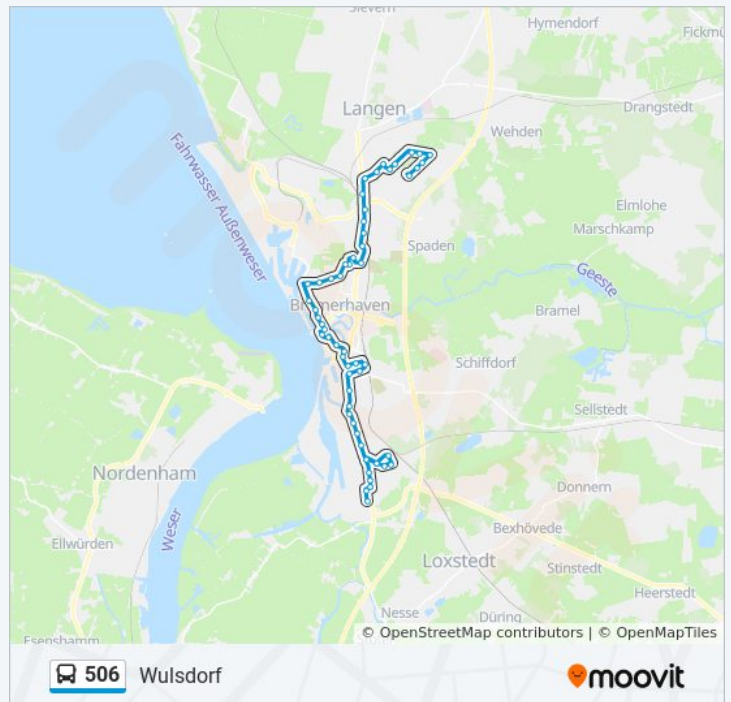 Sievern
Hymendorf
Fickmü
Langen
Drangstedt
Wehden
Fahrwasser Außenweser
Elmlohe
Marschkamp
Spaden
Geeste
Bremerhaven
Bramel
Schiffdorf
Sellstedt
Nordenham
Donnern
Weser
Bexhövede
Ellwürden
Loxstedt
Stinstedt
Heerstedt
Nesse
Düring
Esenshamm
© OpenStreetMap contributors | © OpenMapTiles
506 Wulsdorf
moovit